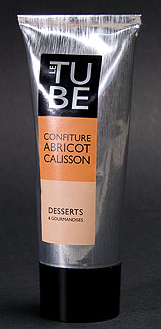 LE TU
BE
CONFITURE
ABRICOT
CALISSON
DESSERTS
& GOURMANDISES